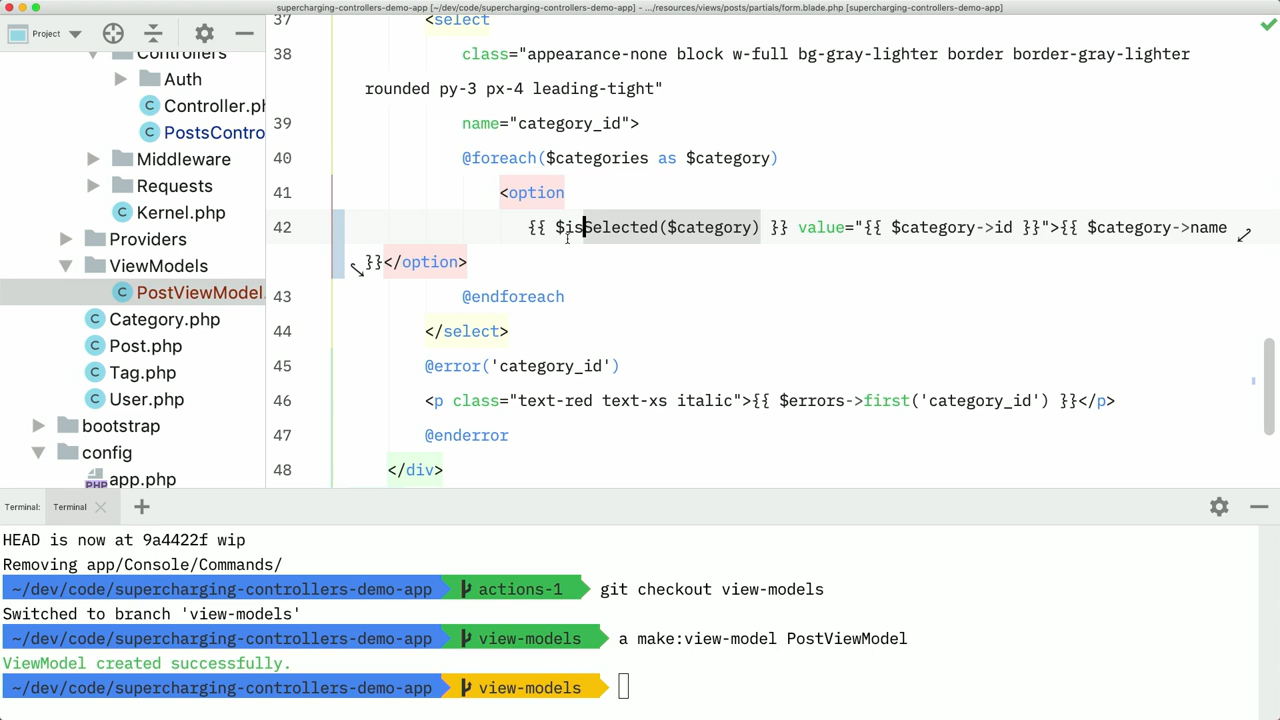 supercharging-controllers-demo-app [~/dev/code/supercharging-controllers-demo-app] - .../resources/views/posts/partials/form.blade.php [supercharging-controllers-demo-app]
Project
Controllers
Auth
Controller.ph
PostsContro
Middleware
Requests
Kernel.php
Providers
ViewModels
PostViewModel.
Category.php
Post.php
Tag.php
User.php
bootstrap
config
app.php
37 <select
38 class="appearance-none block w-full bg-gray-lighter border border-gray-lighter
rounded py-3 px-4 leading-tight"
39 name="category_id">
40 @foreach($categories as $category)
41 <option
42 {{ $isSelected($category) }} value="{{ $category->id }}">{{ $category->name
}}</option>
43 @endforeach
44 </select>
45 @error('category_id')
46 <p class="text-red text-xs italic">{{ $errors->first('category_id') }}</p>
47 @enderror
48 </div>
Terminal: Terminal
HEAD is now at 9a4422f wip
Removing app/Console/Commands/
~/dev/code/supercharging-controllers-demo-app actions-1 git checkout view-models
Switched to branch 'view-models'
~/dev/code/supercharging-controllers-demo-app view-models a make:view-model PostViewModel
ViewModel created successfully.
~/dev/code/supercharging-controllers-demo-app view-models